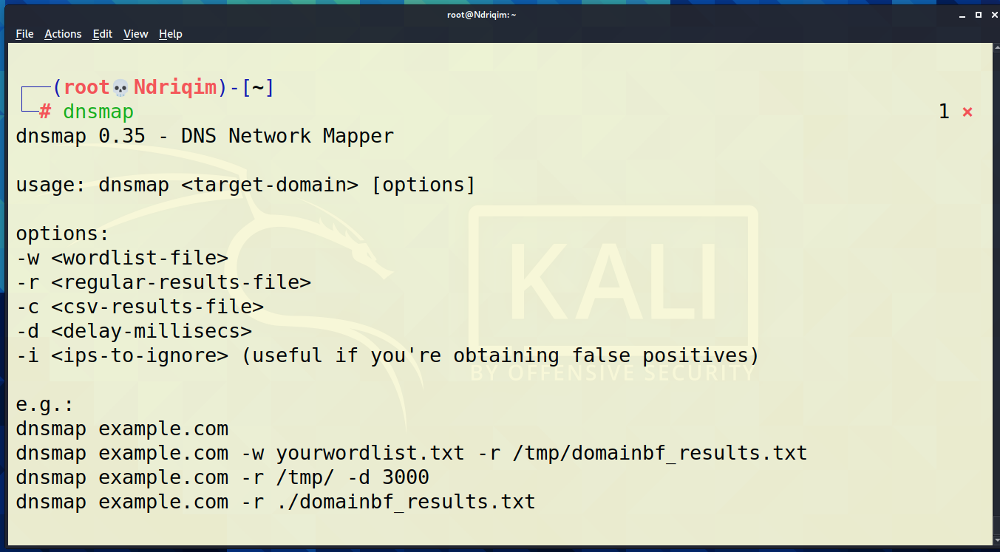 root@Ndriqim: ~
File Actions Edit View Help
(root💀Ndriqim)-[~]
# dnsmap 1 ×
dnsmap 0.35 - DNS Network Mapper
usage: dnsmap <target-domain> [options]
options:
-w <wordlist-file>
-r <regular-results-file>
-c <csv-results-file>
-d <delay-millisecs>
-i <ips-to-ignore> (useful if you're obtaining false positives)
e.g.:
dnsmap example.com
dnsmap example.com -w yourwordlist.txt -r /tmp/domainbf_results.txt
dnsmap example.com -r /tmp/ -d 3000
dnsmap example.com -r ./domainbf_results.txt
KALI
BY OFFENSIVE SECURITY